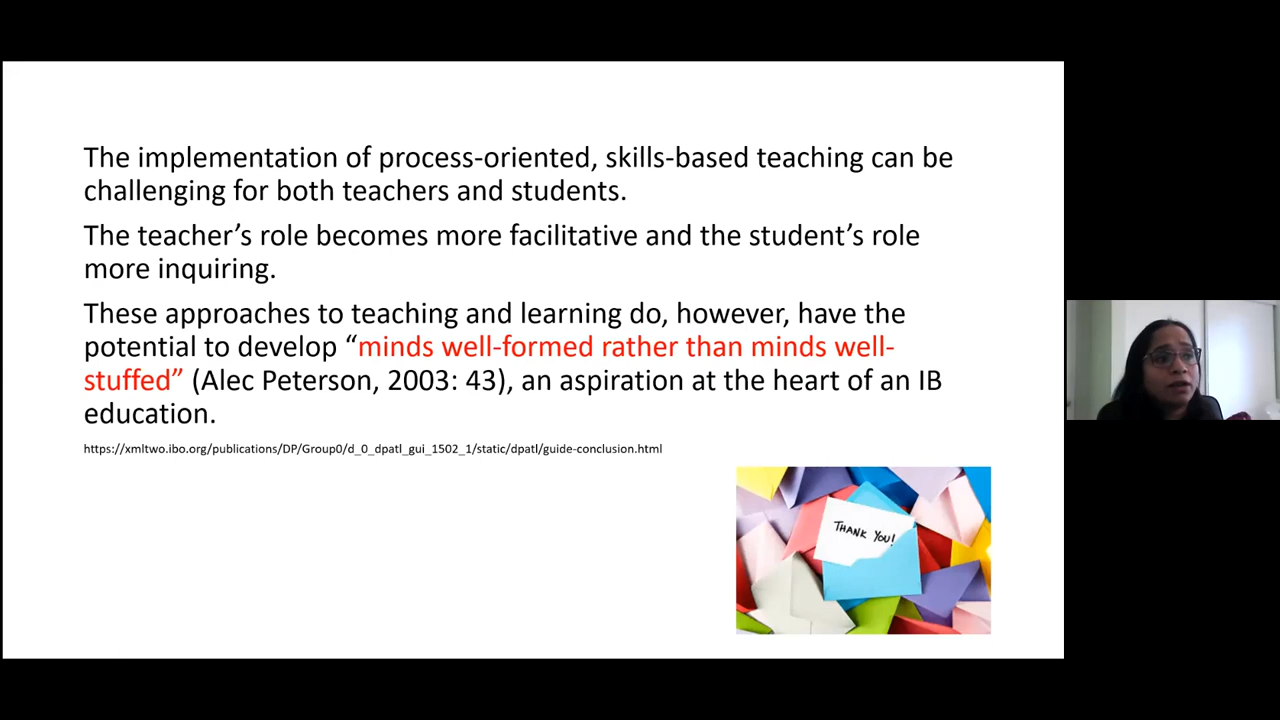 The implementation of process-oriented, skills-based teaching can be
challenging for both teachers and students.
The teacher’s role becomes more facilitative and the student’s role
more inquiring.
These approaches to teaching and learning do, however, have the
potential to develop “minds well-formed rather than minds well-
stuffed” (Alec Peterson, 2003: 43), an aspiration at the heart of an IB
education.
https://xmltwo.ibo.org/publications/DP/Group0/d_0_dpatl_gui_1502_1/static/dpatl/guide-conclusion.html
THANK YOU!